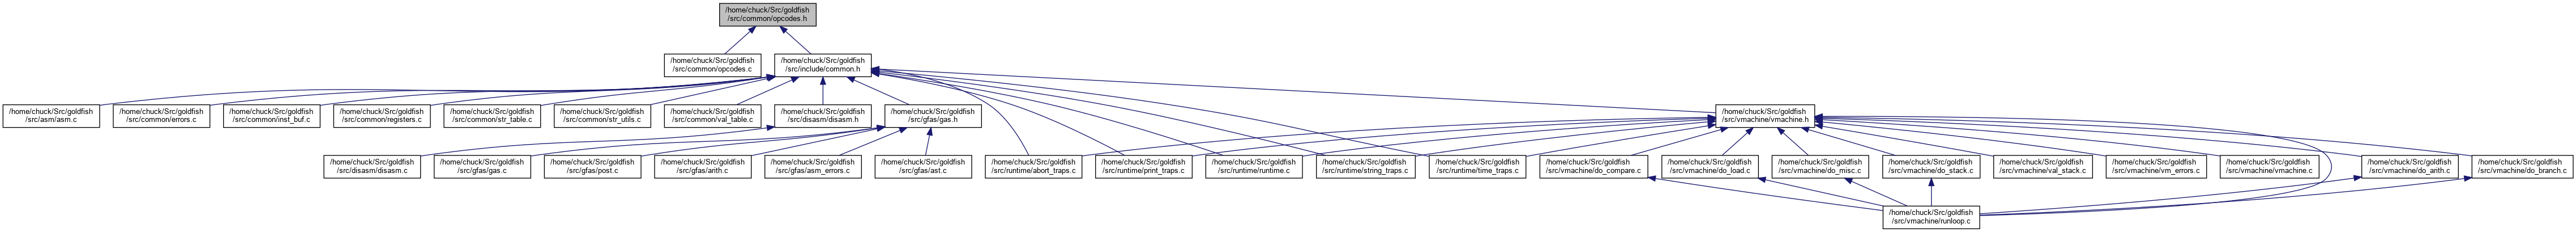 /home/chuck/Src/goldfish
/src/common/opcodes.h
/home/chuck/Src/goldfish
/src/common/opcodes.c
/home/chuck/Src/goldfish
/src/include/common.h
/home/chuck/Src/goldfish
/src/asm/asm.c
/home/chuck/Src/goldfish
/src/common/errors.c
/home/chuck/Src/goldfish
/src/common/inst_buf.c
/home/chuck/Src/goldfish
/src/common/registers.c
/home/chuck/Src/goldfish
/src/common/str_table.c
/home/chuck/Src/goldfish
/src/common/str_utils.c
/home/chuck/Src/goldfish
/src/common/val_table.c
/home/chuck/Src/goldfish
/src/disasm/disasm.h
/home/chuck/Src/goldfish
/src/gfas/gas.h
/home/chuck/Src/goldfish
/src/vmachine/vmachine.h
/home/chuck/Src/goldfish
/src/disasm/disasm.c
/home/chuck/Src/goldfish
/src/gfas/gas.c
/home/chuck/Src/goldfish
/src/gfas/post.c
/home/chuck/Src/goldfish
/src/gfas/arith.c
/home/chuck/Src/goldfish
/src/gfas/asm_errors.c
/home/chuck/Src/goldfish
/src/gfas/ast.c
/home/chuck/Src/goldfish
/src/runtime/abort_traps.c
/home/chuck/Src/goldfish
/src/runtime/print_traps.c
/home/chuck/Src/goldfish
/src/runtime/runtime.c
/home/chuck/Src/goldfish
/src/runtime/string_traps.c
/home/chuck/Src/goldfish
/src/runtime/time_traps.c
/home/chuck/Src/goldfish
/src/vmachine/do_compare.c
/home/chuck/Src/goldfish
/src/vmachine/do_load.c
/home/chuck/Src/goldfish
/src/vmachine/do_misc.c
/home/chuck/Src/goldfish
/src/vmachine/do_stack.c
/home/chuck/Src/goldfish
/src/vmachine/val_stack.c
/home/chuck/Src/goldfish
/src/vmachine/vm_errors.c
/home/chuck/Src/goldfish
/src/vmachine/vmachine.c
/home/chuck/Src/goldfish
/src/vmachine/do_arith.c
/home/chuck/Src/goldfish
/src/vmachine/do_branch.c
/home/chuck/Src/goldfish
/src/vmachine/runloop.c